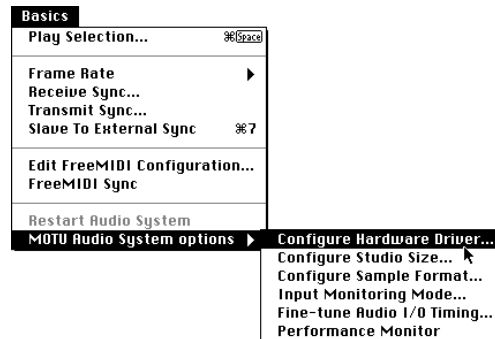 Basics
Play Selection... ⌘Space
Frame Rate ▶
Receive Sync...
Transmit Sync...
Slave To External Sync ⌘7
Edit FreeMIDI Configuration...
FreeMIDI Sync
Restart Audio System
MOTU Audio System options ▶
Configure Hardware Driver...
Configure Studio Size...
Configure Sample Format...
Input Monitoring Mode...
Fine-tune Audio I/O Timing...
Performance Monitor